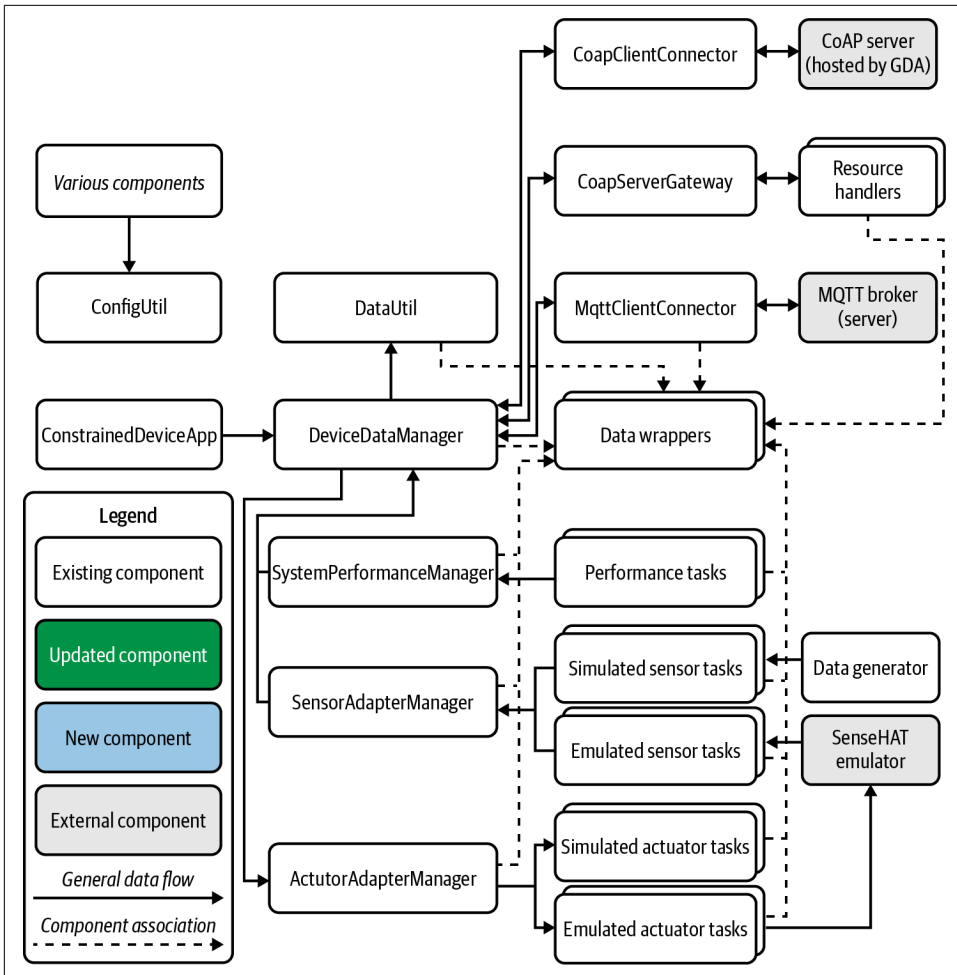 CoapClientConnector
CoAP server
(hosted by GDA)
Various components
CoapServerGateway
Resource
handlers
ConfigUtil
DataUtil
MqttClientConnector
MQTT broker
(server)
ConstrainedDeviceApp
DeviceDataManager
Data wrappers
Legend
Existing component
Updated component
New component
External component
General data flow
Component association
SystemPerformanceManager
Performance tasks
SensorAdapterManager
Simulated sensor tasks
Data generator
Emulated sensor tasks
SenseHAT
emulator
ActutorAdapterManager
Simulated actuator tasks
Emulated actuator tasks